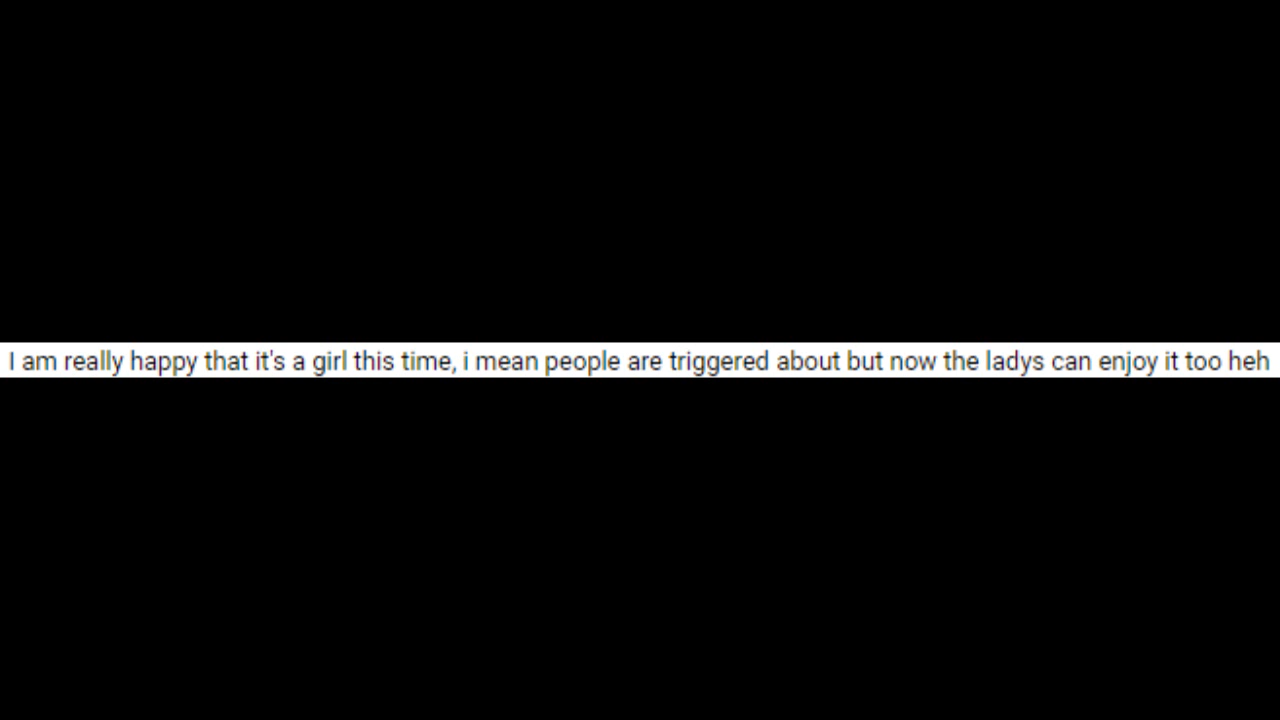 I am really happy that it's a girl this time, i mean people are triggered about but now the ladys can enjoy it too heh